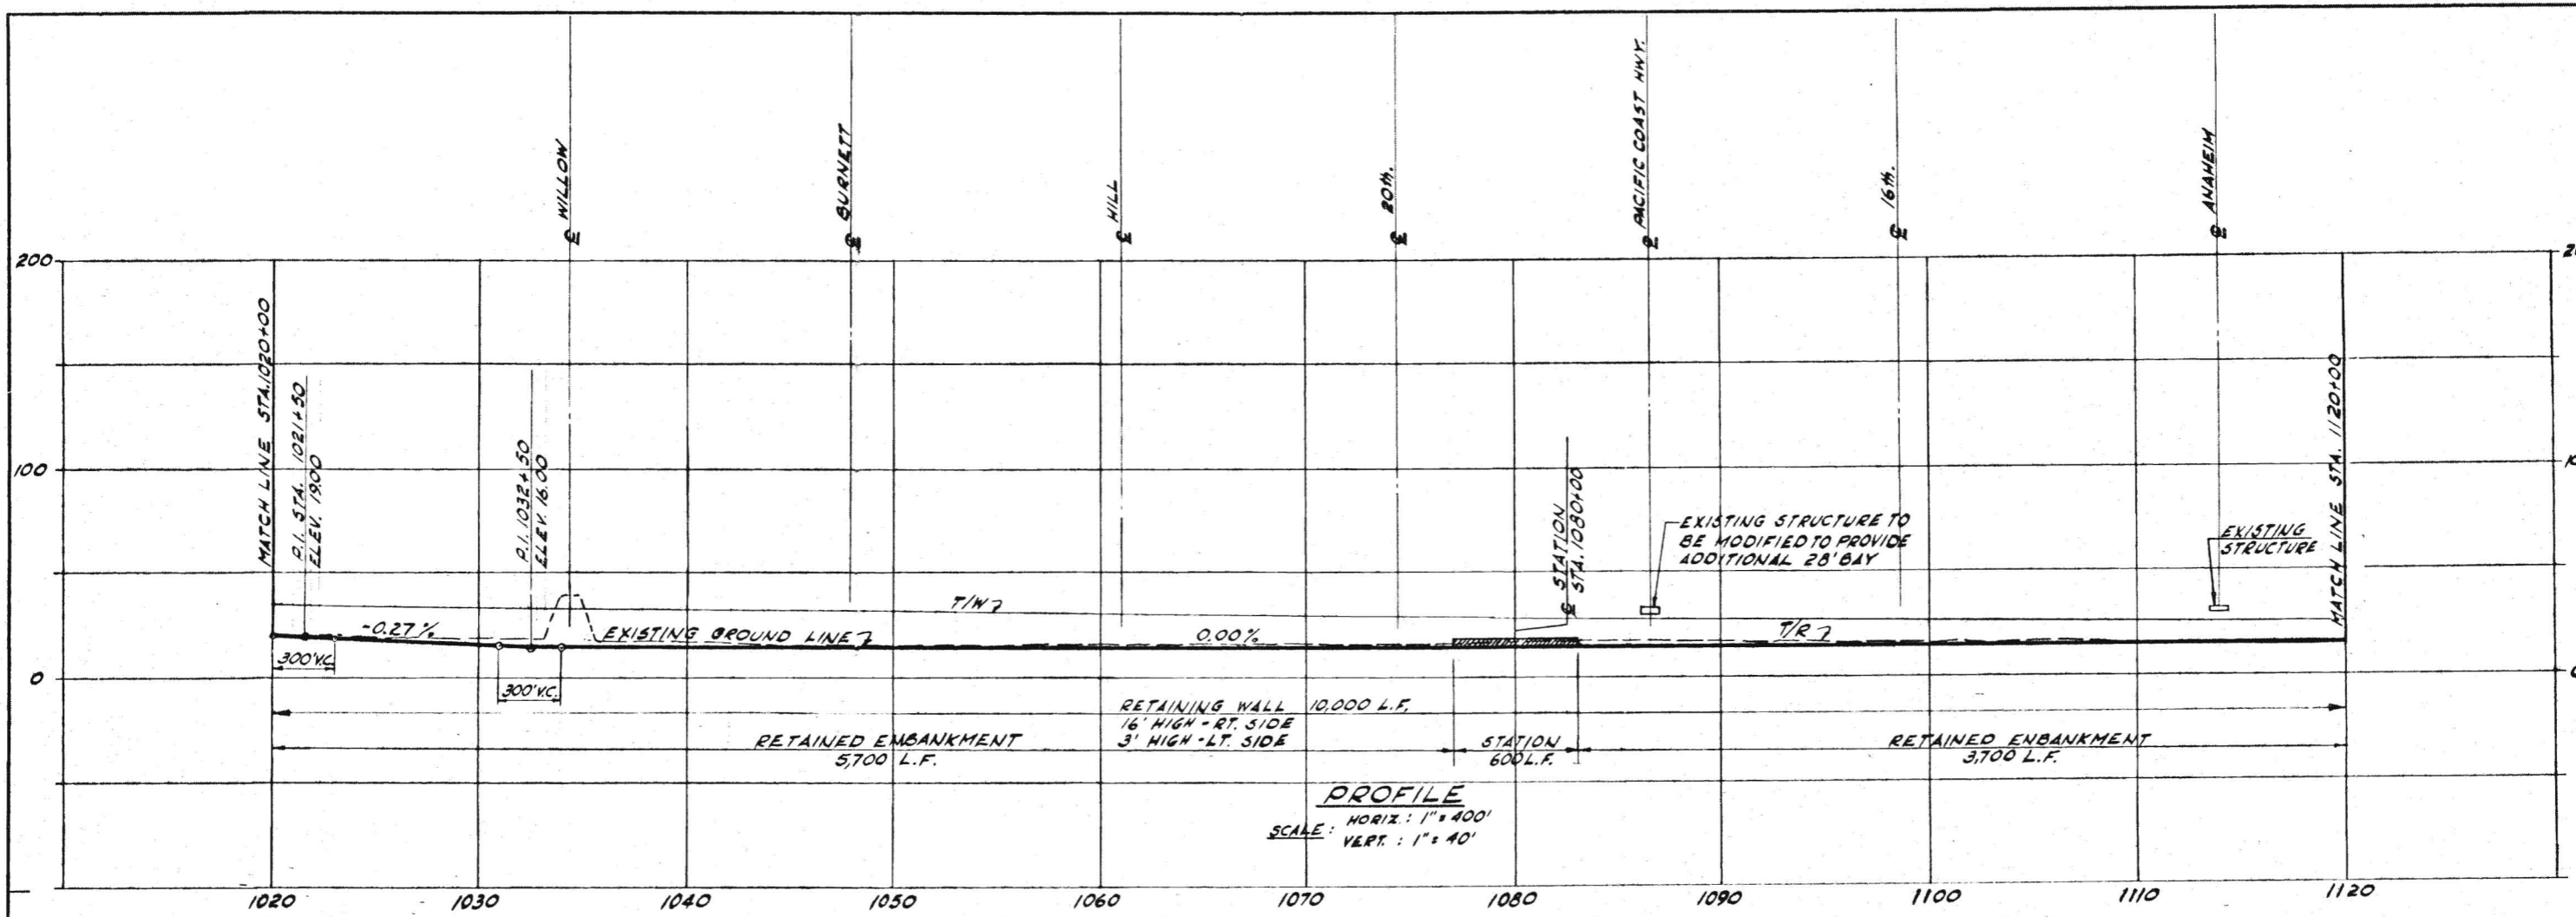 WILLOW
BURNETT
HILL
20th.
PACIFIC COAST HWY.
16th.
ANAHEIM
200
100
0
MATCH LINE STA. 1020+00
P.I. STA. 1021+50
ELEV. 19.00
P.I. 1032+50
ELEV. 16.00
STATION
STA. 1080+00
EXISTING STRUCTURE TO
BE MODIFIED TO PROVIDE
ADDITIONAL 28' BAY
EXISTING
STRUCTURE
MATCH LINE STA. 1120+00
-0.27%
T/W
EXISTING GROUND LINE
0.00%
T/R
300' V.C.
300' V.C.
RETAINING WALL 10,000 L.F.
16' HIGH - RT. SIDE
3' HIGH - LT. SIDE
RETAINED EMBANKMENT
5,700 L.F.
STATION
600 L.F.
RETAINED EMBANKMENT
3,700 L.F.
PROFILE
SCALE: HORIZ.: 1" = 400'
VERT.: 1" = 40'
1020 1030 1040 1050 1060 1070 1080 1090 1100 1110 1120